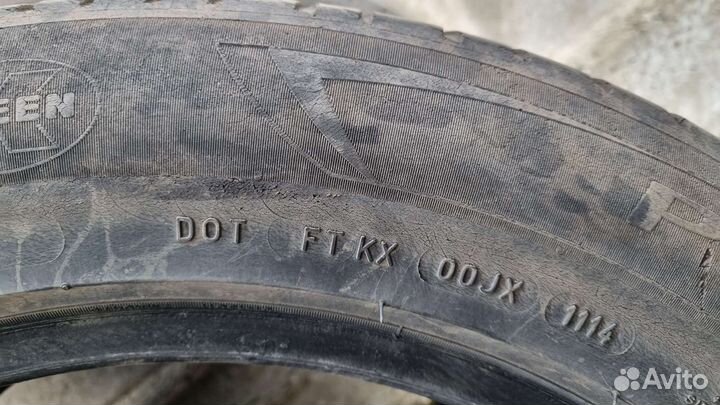 EEN
DOT FT KX 00JX 1114
Avito